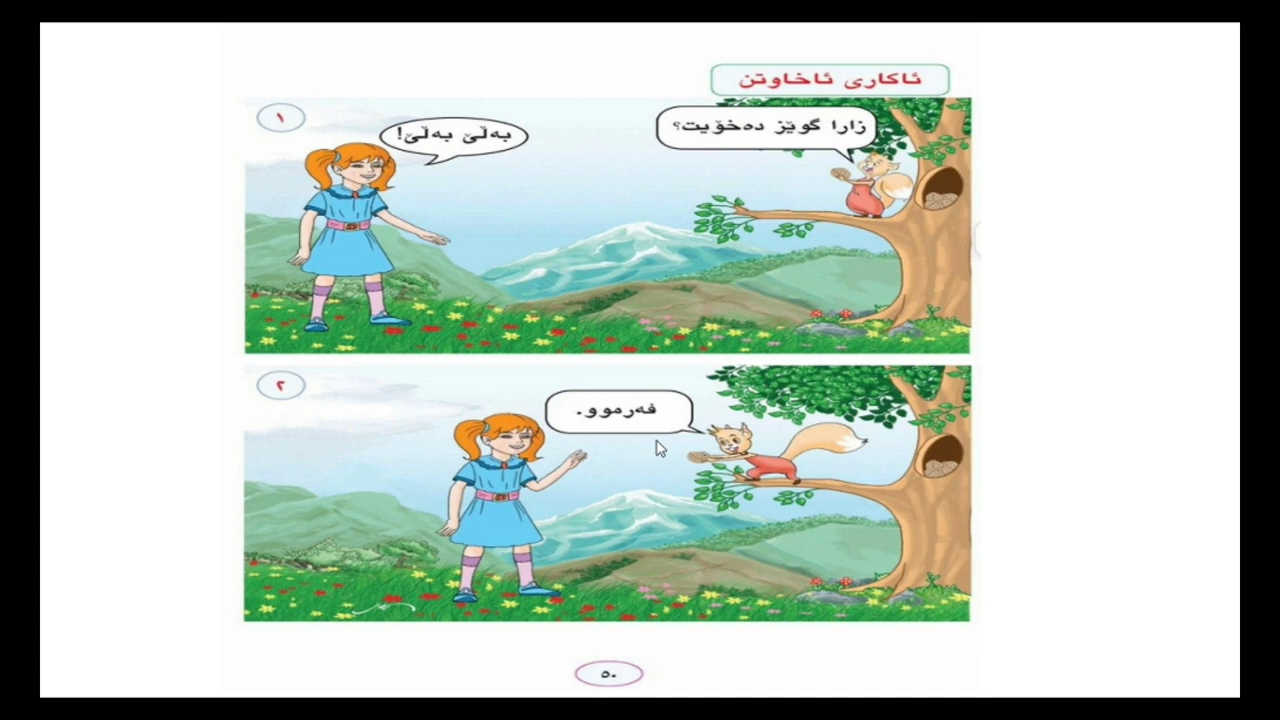 ئاکاری ئاخاوتن
١
زارا گوێز دەخۆیت؟
بەڵێ بەڵێ!
٢
فەرموو.
٥٠